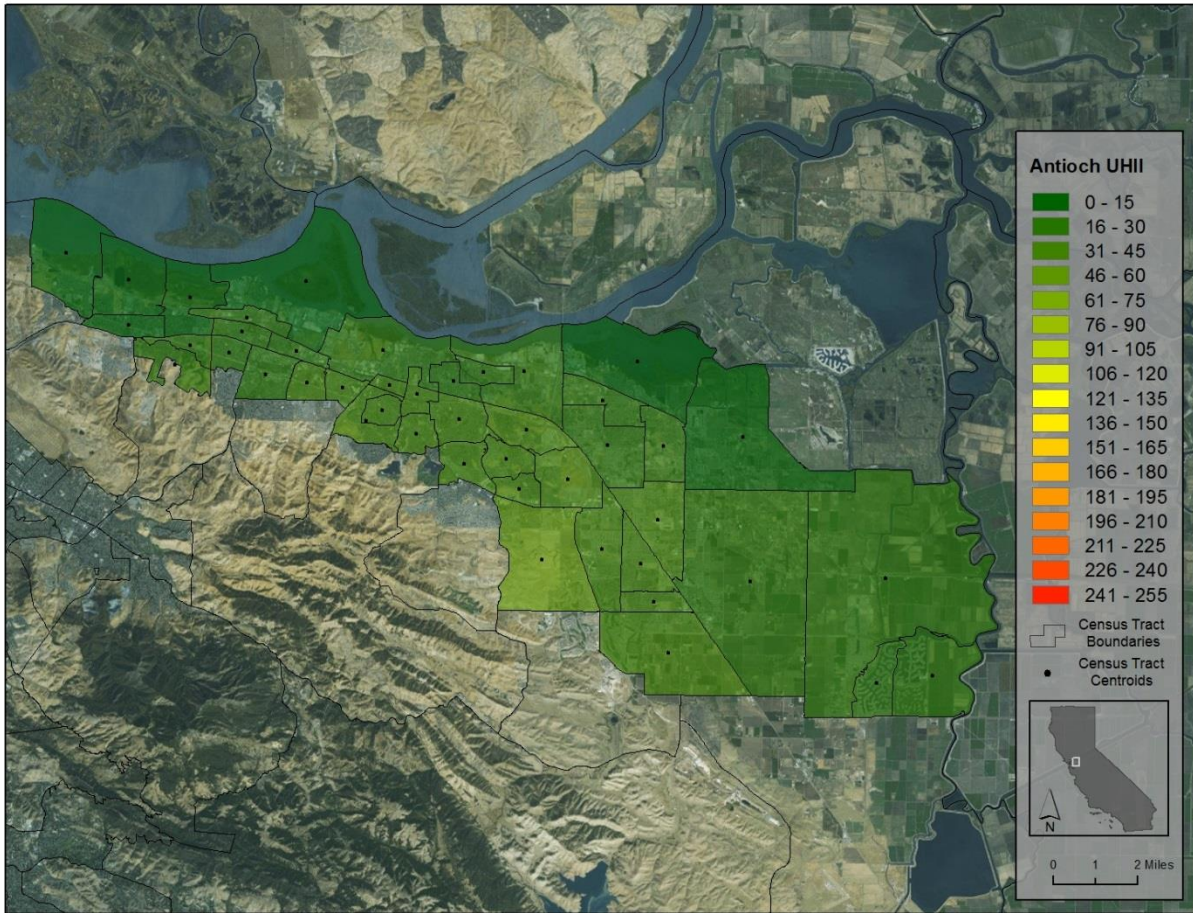 Antioch UHII
0 - 15
16 - 30
31 - 45
46 - 60
61 - 75
76 - 90
91 - 105
106 - 120
121 - 135
136 - 150
151 - 165
166 - 180
181 - 195
196 - 210
211 - 225
226 - 240
241 - 255
Census Tract
Boundaries
Census Tract
Centroids
N
0 1 2 Miles